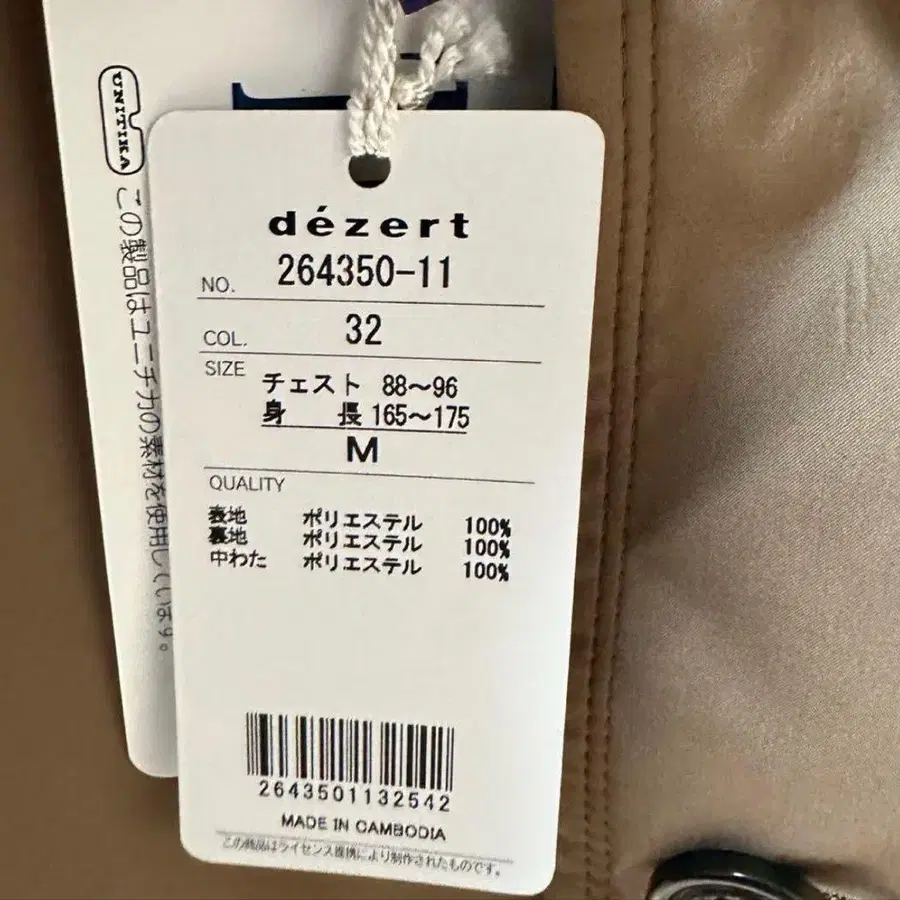 UNITIKA
この製品はユニチカの素材を使用しています。
dézert
NO. 264350-11
COL. 32
SIZE
チェスト 88～96
身 長 165～175
M
QUALITY
表地 ポリエステル 100%
裏地 ポリエステル 100%
中わた ポリエステル 100%
2643501132542
MADE IN CAMBODIA
この商品はライセンス提携により制作されたものです。